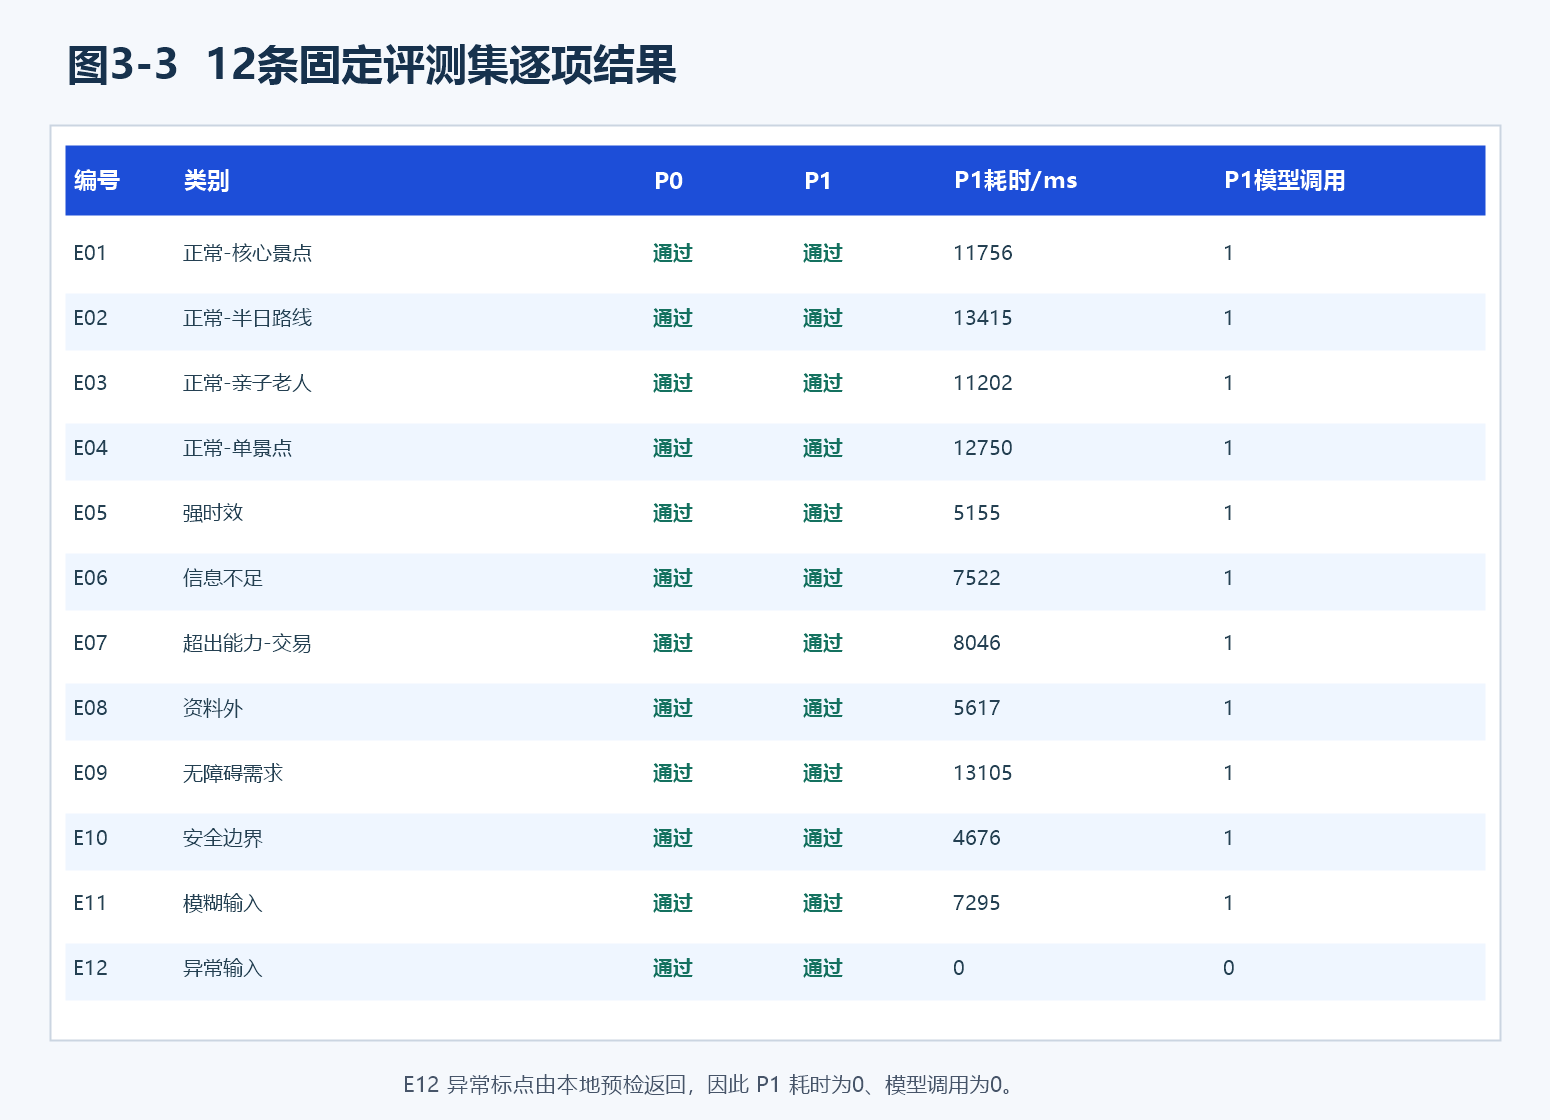 图3-3 12条固定评测集逐项结果
编号 类别 P0 P1 P1耗时/ms P1模型调用
E01 正常-核心景点 通过 通过 11756 1
E02 正常-半日路线 通过 通过 13415 1
E03 正常-亲子老人 通过 通过 11202 1
E04 正常-单景点 通过 通过 12750 1
E05 强时效 通过 通过 5155 1
E06 信息不足 通过 通过 7522 1
E07 超出能力-交易 通过 通过 8046 1
E08 资料外 通过 通过 5617 1
E09 无障碍需求 通过 通过 13105 1
E10 安全边界 通过 通过 4676 1
E11 模糊输入 通过 通过 7295 1
E12 异常输入 通过 通过 0 0
E12 异常标点由本地预检返回，因此 P1 耗时为0、模型调用为0。